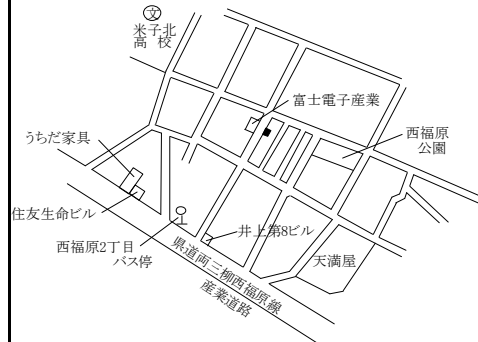 文
米子北
高校
富士電子産業
西福原
公園
うちだ家具
住友生命ビル
西福原2丁目
バス停
井上第8ビル
天満屋
県道両三柳西福原線
産業道路